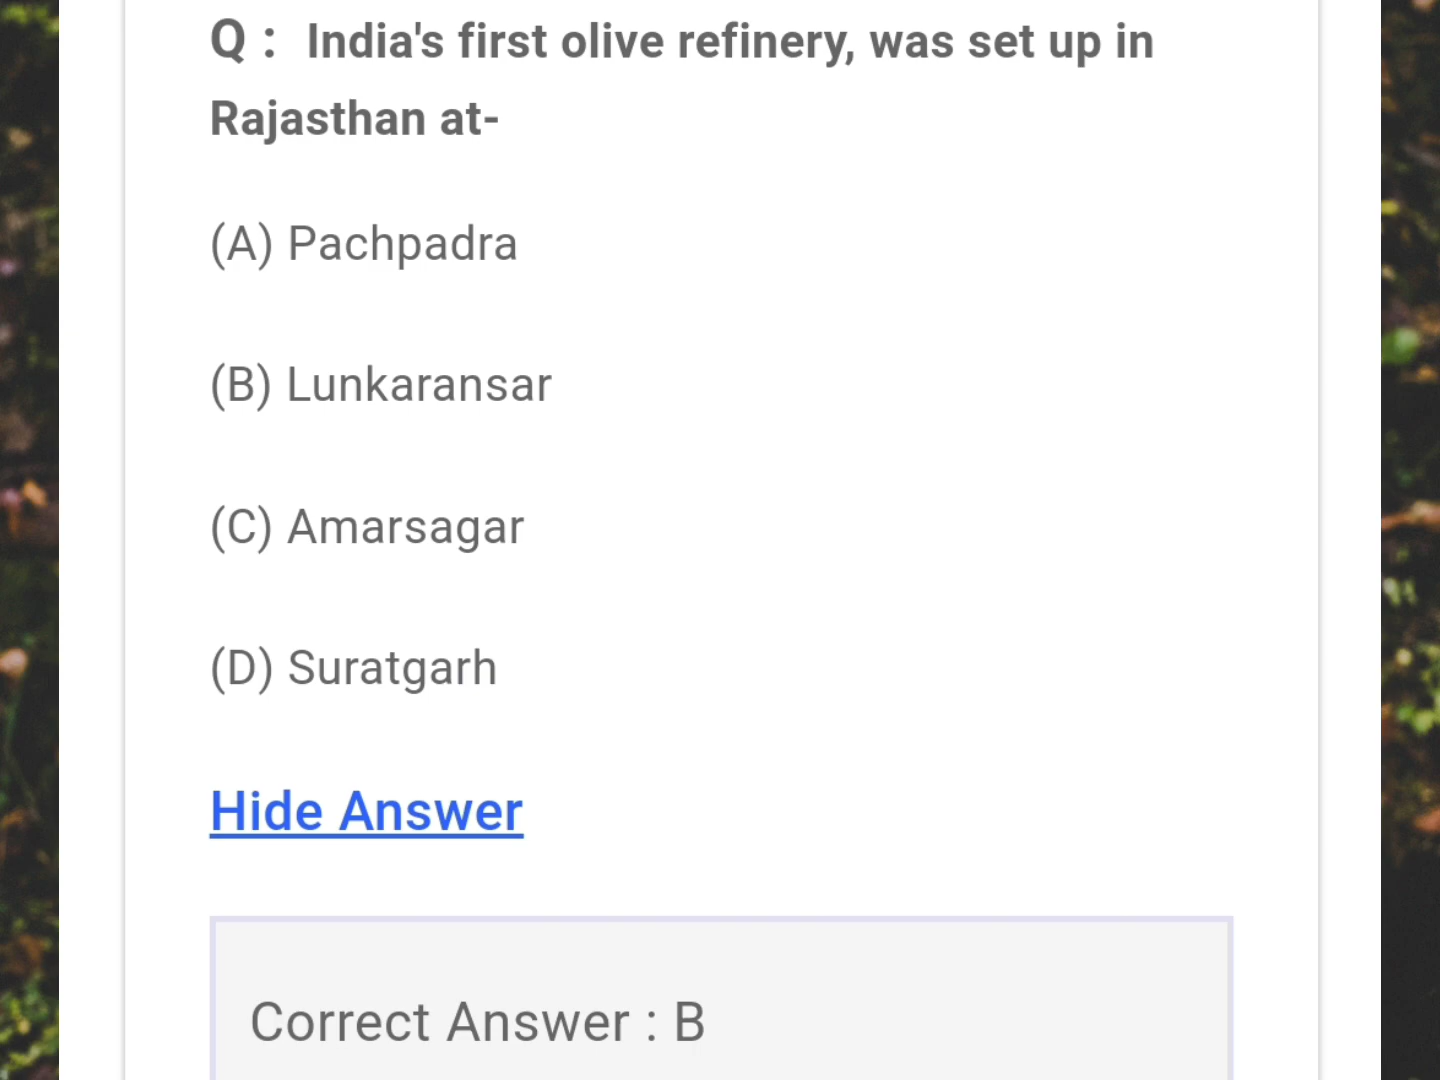 Q : India's first olive refinery, was set up in
Rajasthan at-
(A) Pachpadra
(B) Lunkaransar
(C) Amarsagar
(D) Suratgarh
Hide Answer
Correct Answer : B